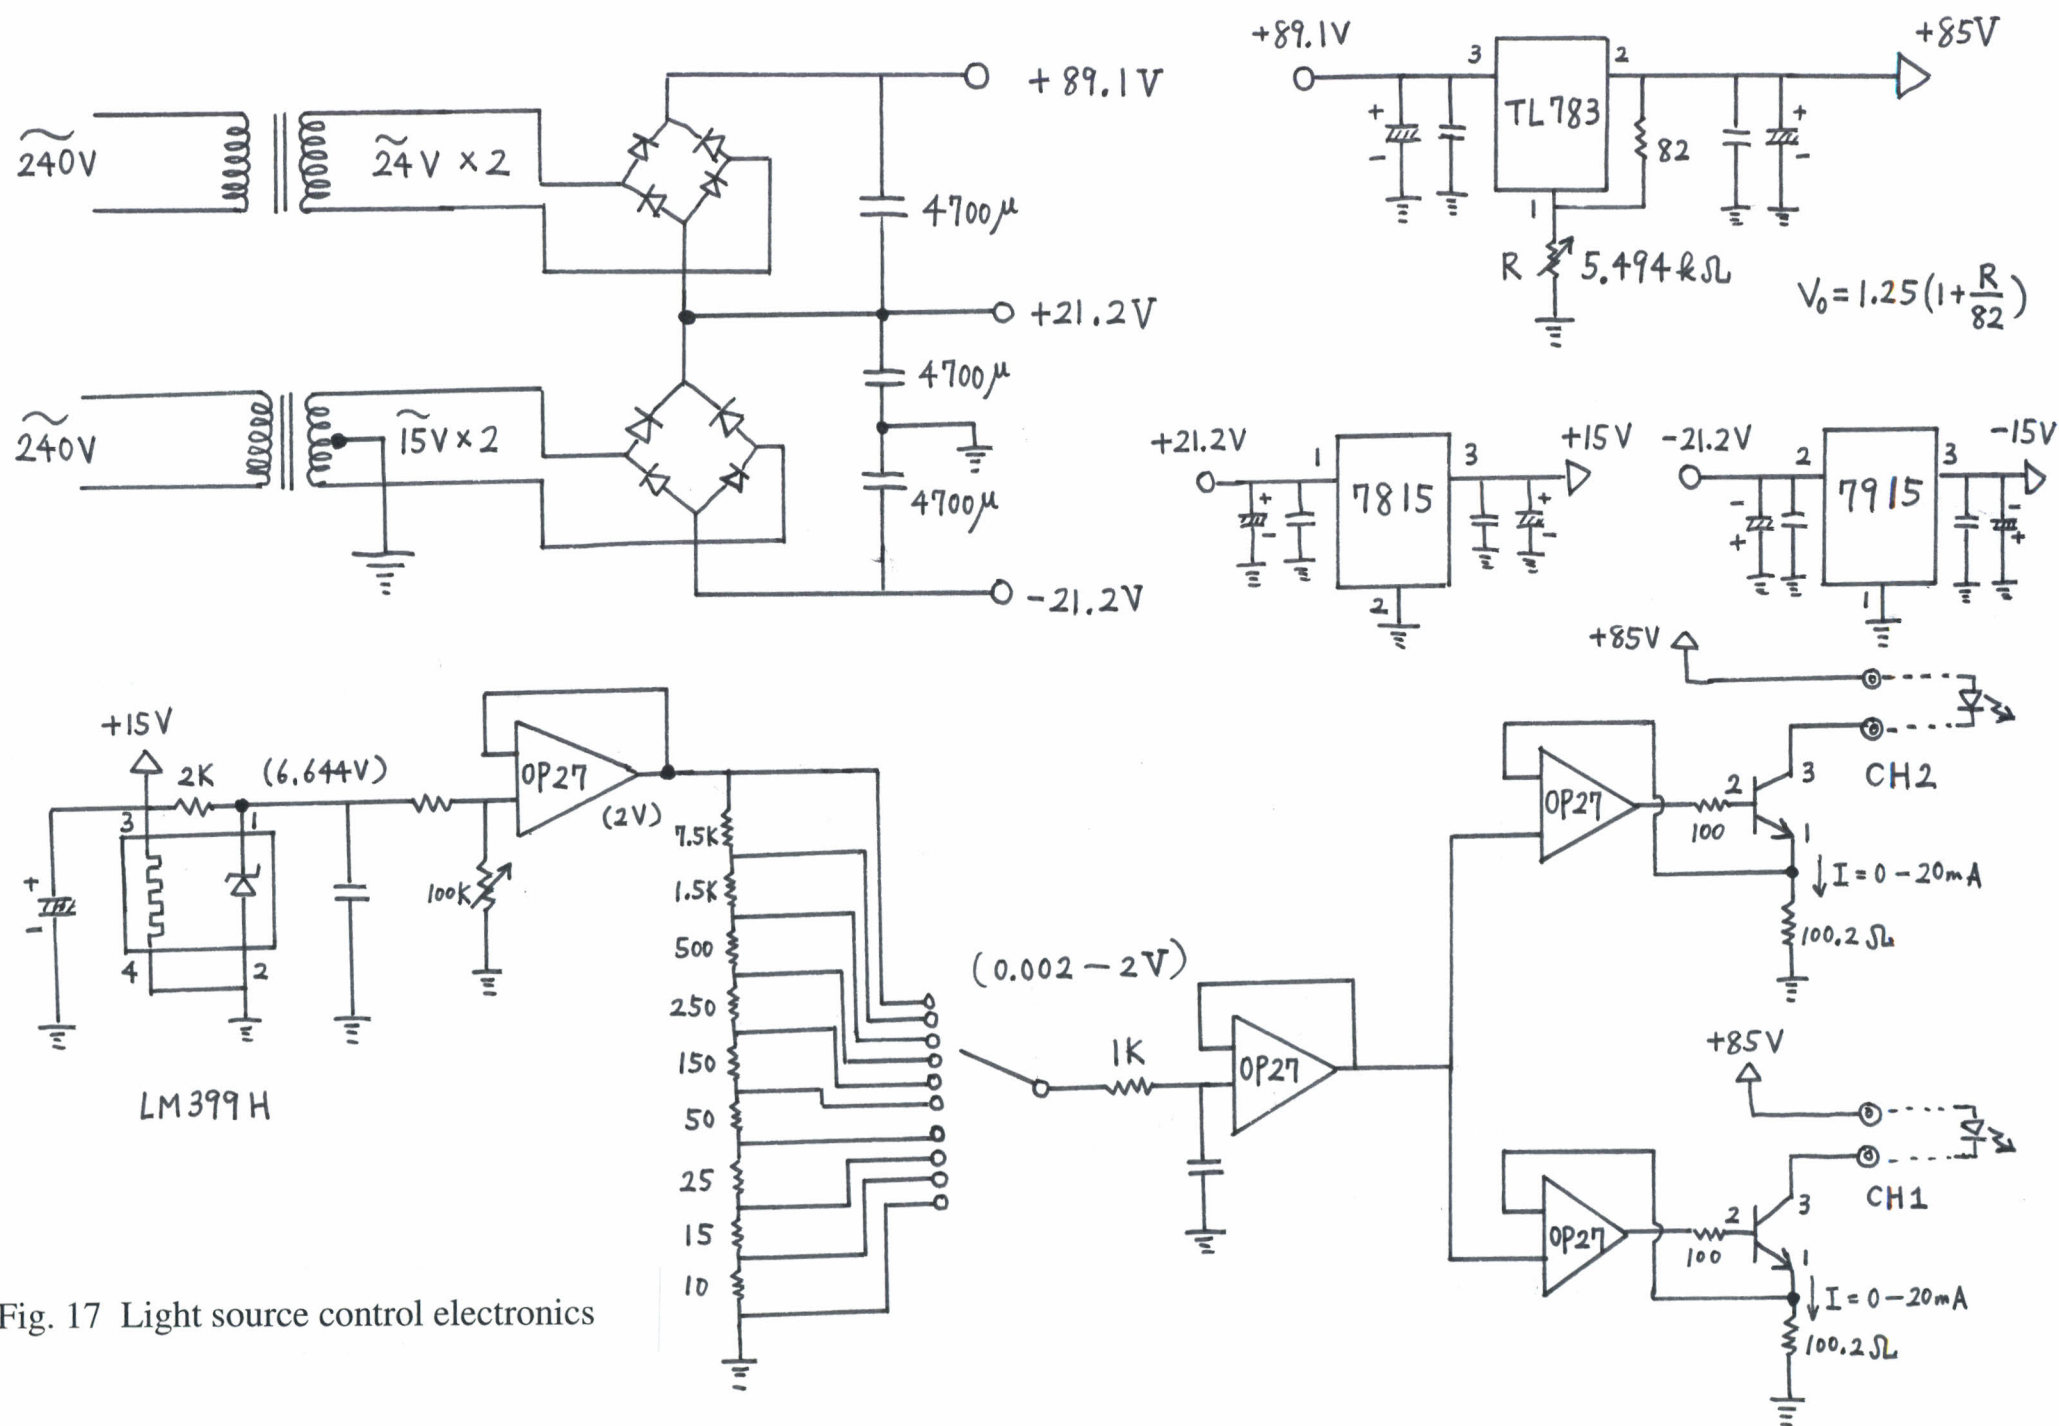 240V
24V × 2
+89.1V
4700μ
+21.2V
240V
15V × 2
4700μ
4700μ
-21.2V
+89.1V
3
TL783
2
+85V
82
1
R
5.494kΩ
V₀ = 1.25(1+R/82)
+21.2V
1
7815
3
+15V
2
-21.2V
2
7915
3
-15V
1
+15V
2K
(6.644V)
3
1
4
2
LM399H
100K
OP27
(2V)
7.5K
1.5K
500
250
150
50
25
15
10
(0.002 – 2V)
1K
OP27
+85V
OP27
100
2
3
1
CH2
I = 0 – 20mA
100.2Ω
+85V
OP27
100
2
3
1
CH1
I = 0 – 20mA
100.2Ω
Fig. 17 Light source control electronics